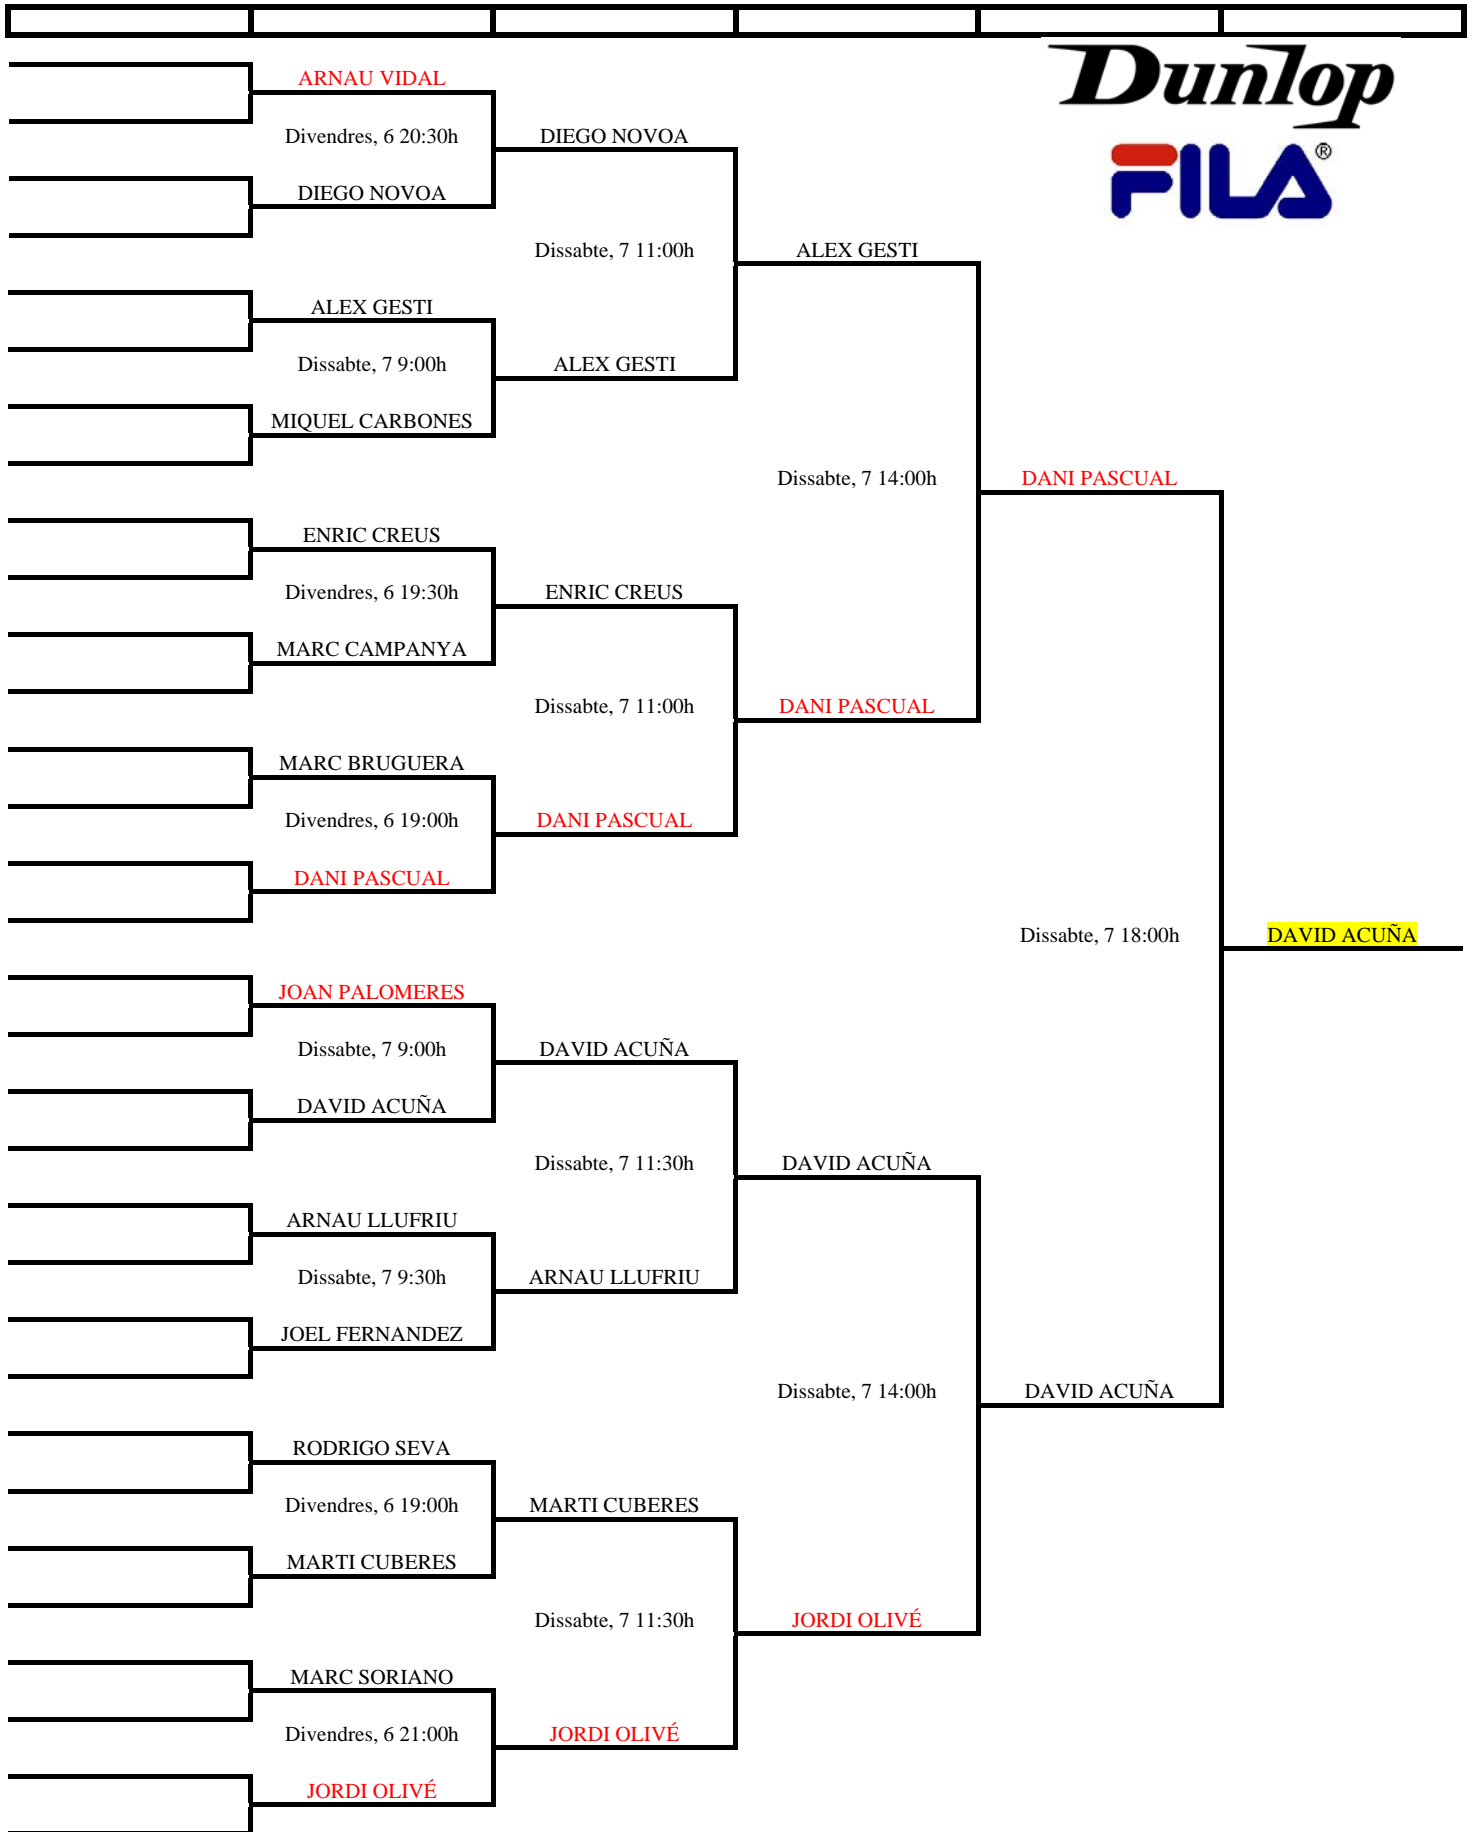 Dunlop
ARNAU VIDAL
Divendres, 6 20:30h
DIEGO NOVOA
FILA®
DIEGO NOVOA
Dissabte, 7 11:00h
ALEX GESTI
ALEX GESTI
Dissabte, 7 9:00h
ALEX GESTI
MIQUEL CARBONES
Dissabte, 7 14:00h
DANI PASCUAL
ENRIC CREUS
Divendres, 6 19:30h
ENRIC CREUS
MARC CAMPANYA
Dissabte, 7 11:00h
DANI PASCUAL
MARC BRUGUERA
Divendres, 6 19:00h
DANI PASCUAL
DANI PASCUAL
Dissabte, 7 18:00h
DAVID ACUÑA
JOAN PALOMERES
Dissabte, 7 9:00h
DAVID ACUÑA
DAVID ACUÑA
Dissabte, 7 11:30h
DAVID ACUÑA
ARNAU LLUFRIU
Dissabte, 7 9:30h
ARNAU LLUFRIU
JOEL FERNANDEZ
Dissabte, 7 14:00h
DAVID ACUÑA
RODRIGO SEVA
Divendres, 6 19:00h
MARTI CUBERES
MARTI CUBERES
Dissabte, 7 11:30h
JORDI OLIVÉ
MARC SORIANO
Divendres, 6 21:00h
JORDI OLIVÉ
JORDI OLIVÉ